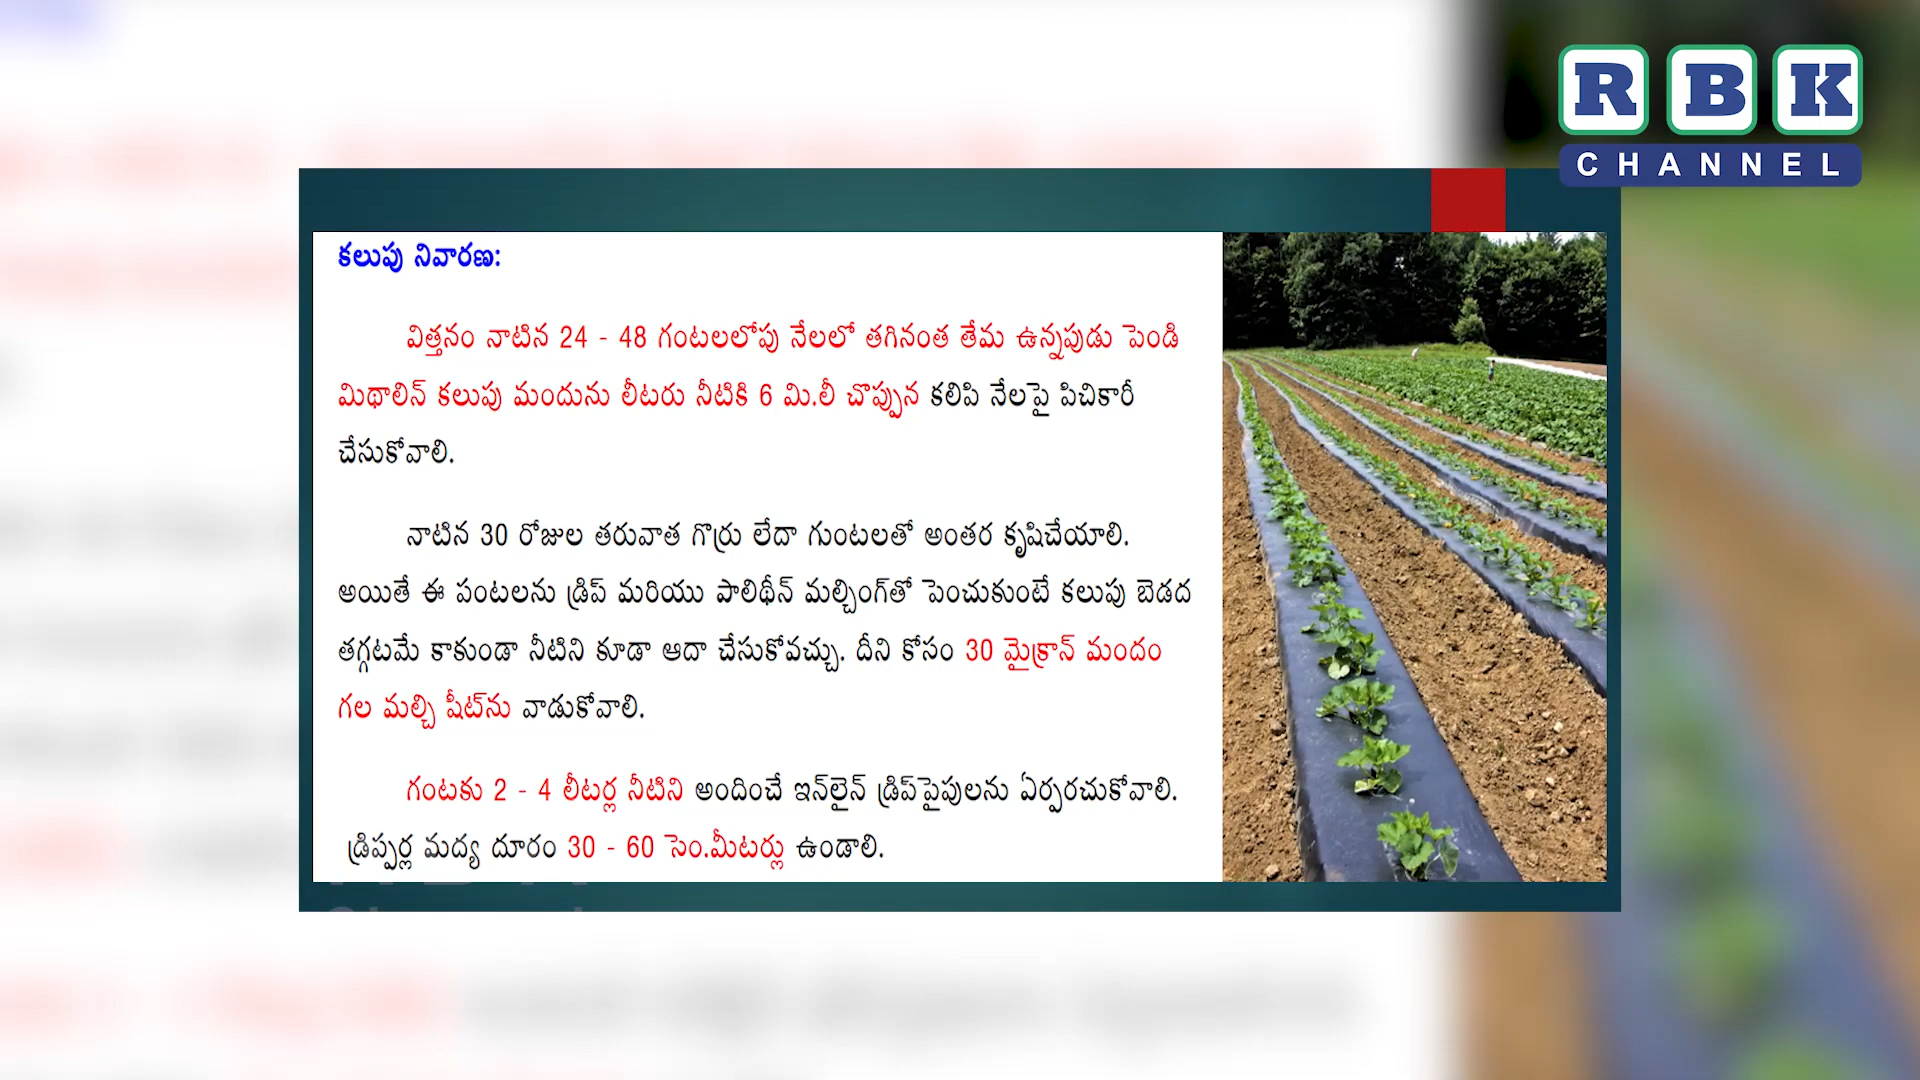 RBK
CHANNEL
కలుపు నివారణ:
విత్తనం నాటిన 24 - 48 గంటలలోపు నేలలో తగినంత తేమ ఉన్నపుడు పెండి
మిథాలిన్ కలుపు మందును లీటరు నీటికి 6 మి.లీ చొప్పున కలిపి నేలపై పిచికారీ
చేసుకోవాలి.
నాటిన 30 రోజుల తరువాత గొర్రు లేదా గుంటలతో అంతర కృషిచేయాలి.
అయితే ఈ పంటలను డ్రిప్ మరియు పాలిథీన్ మల్చింగ్‌తో పెంచుకుంటే కలుపు బెడద
తగ్గటమే కాకుండా నీటిని కూడా ఆదా చేసుకోవచ్చు. దీని కోసం 30 మైక్రాన్ మందం
గల మల్చి షీట్‌ను వాడుకోవాలి.
గంటకు 2 - 4 లీటర్ల నీటిని అందించే ఇన్‌లైన్ డ్రిప్‌పైపులను ఏర్పరచుకోవాలి.
డ్రిప్పర్ల మద్య దూరం 30 - 60 సెం.మీటర్లు ఉండాలి.